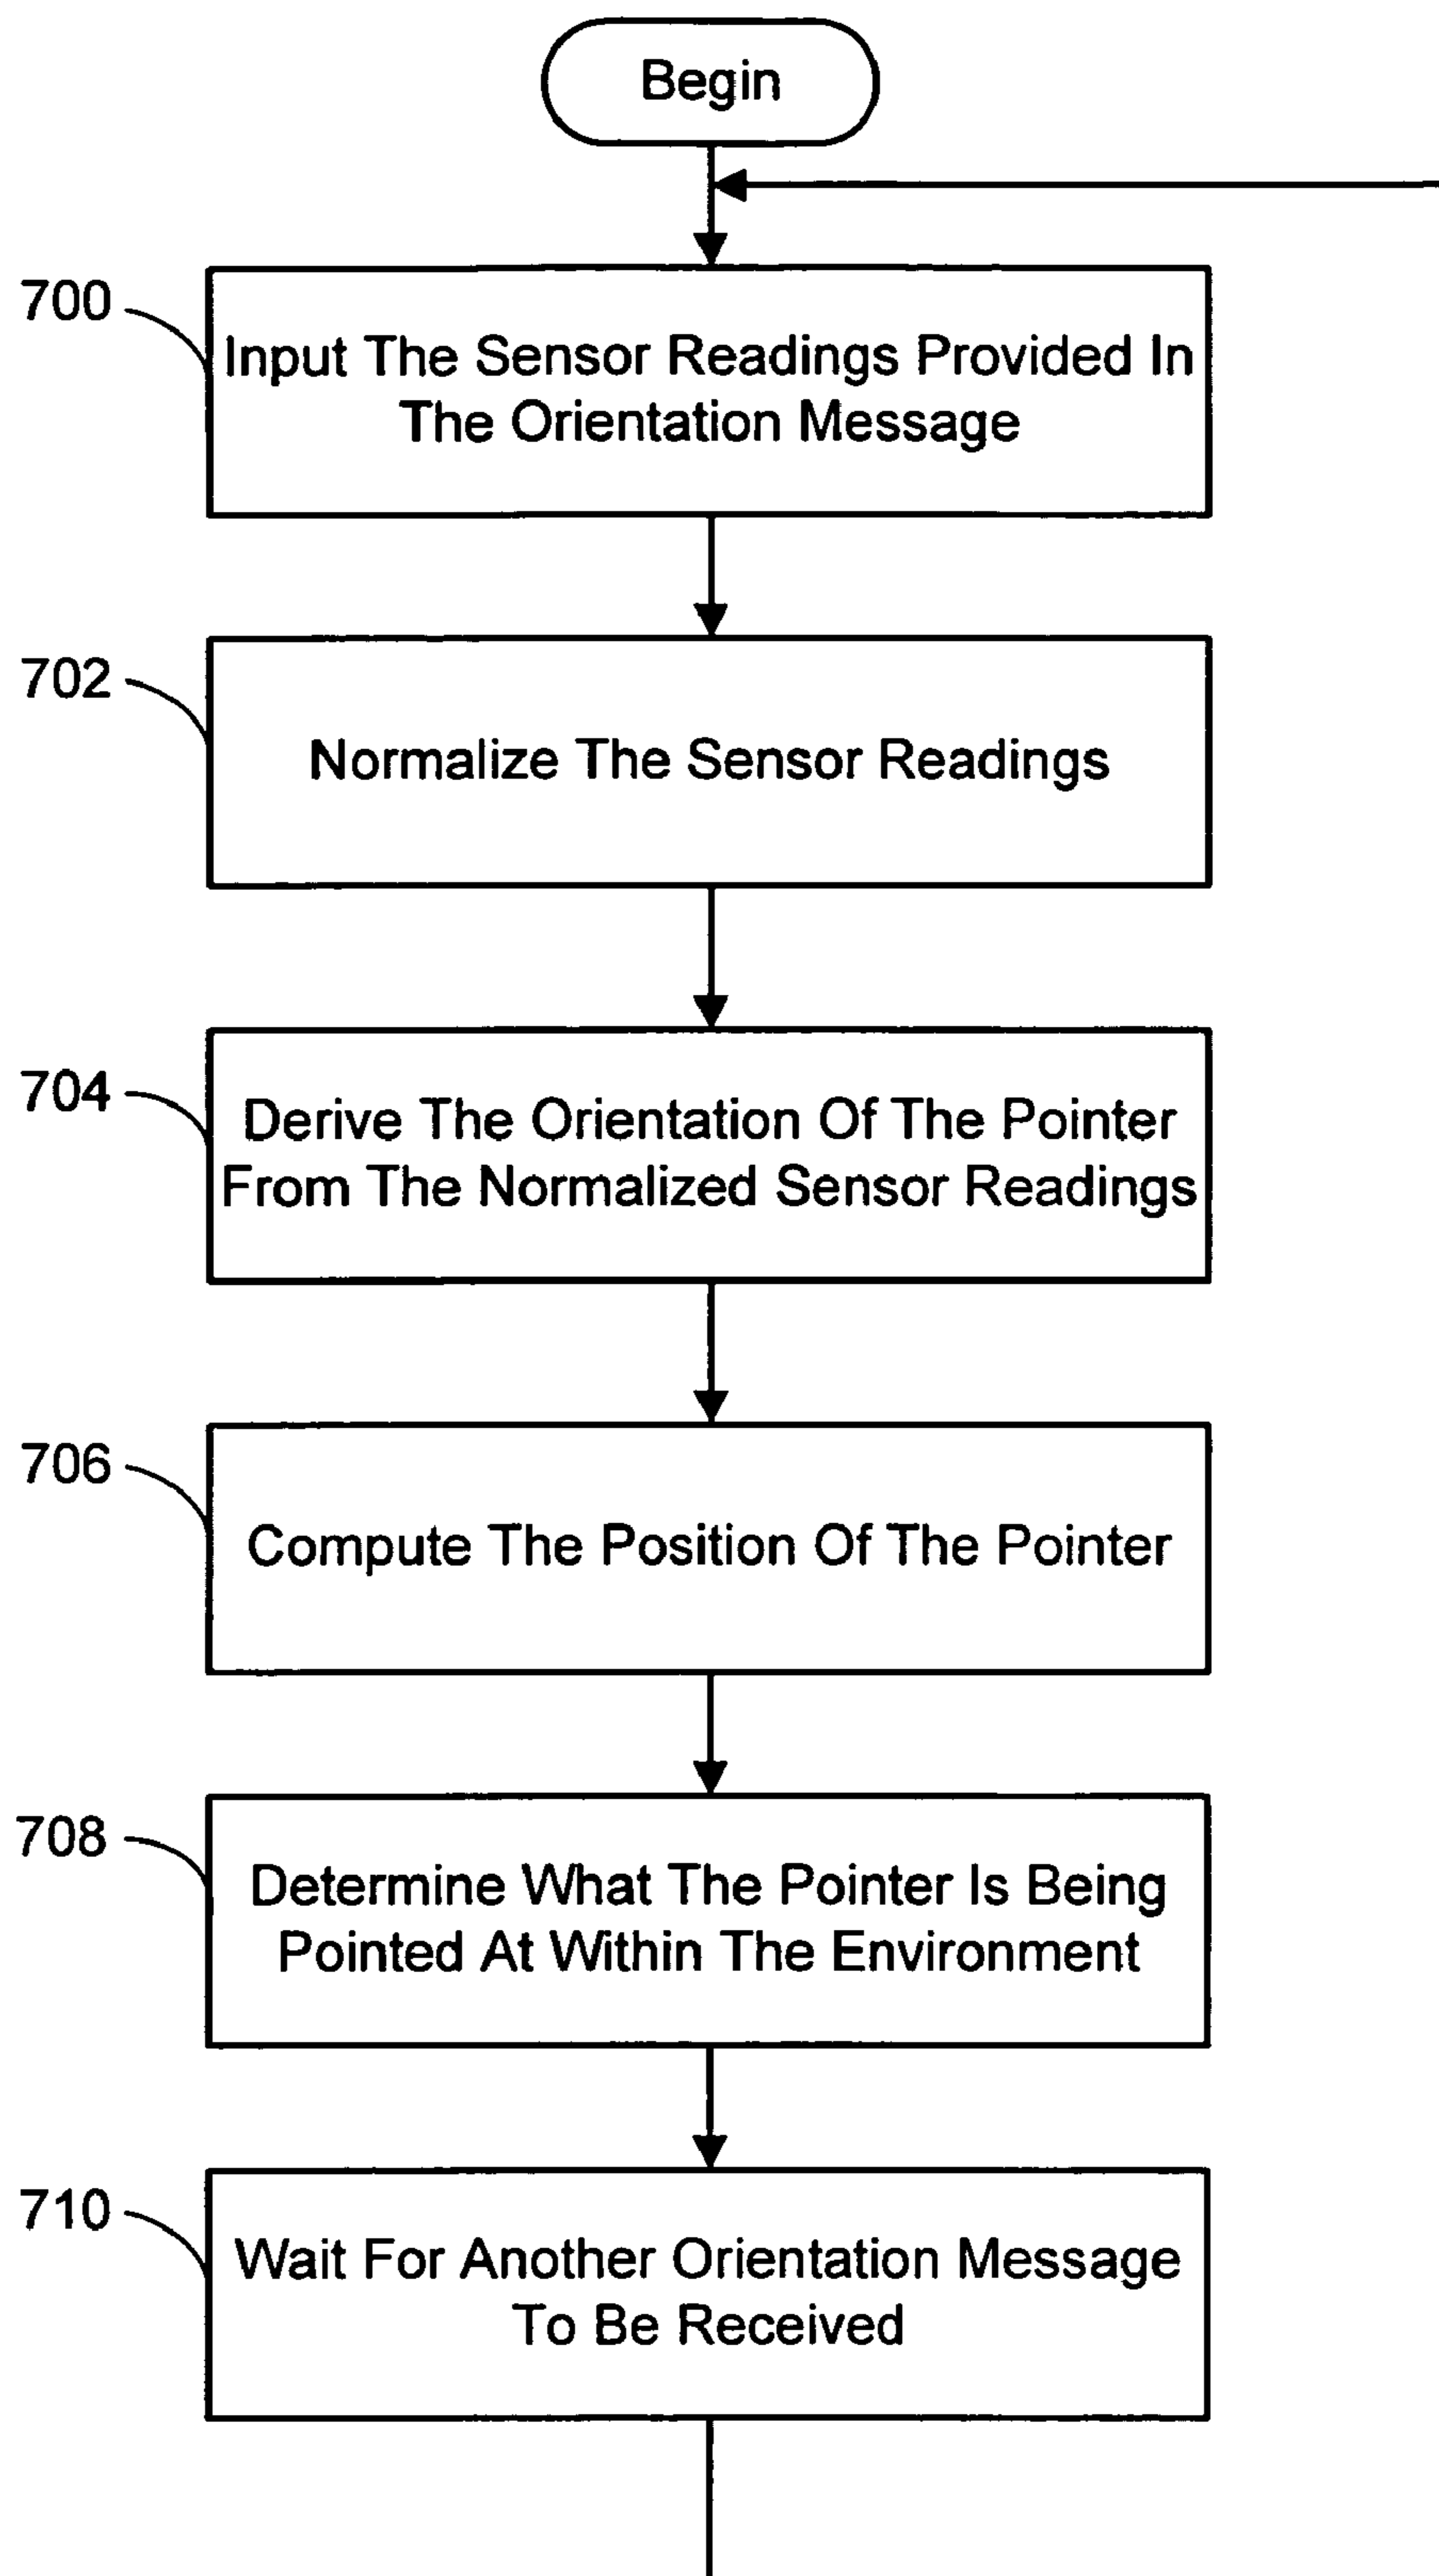 Begin
700
Input The Sensor Readings Provided In
The Orientation Message
702
Normalize The Sensor Readings
704
Derive The Orientation Of The Pointer
From The Normalized Sensor Readings
706
Compute The Position Of The Pointer
708
Determine What The Pointer Is Being
Pointed At Within The Environment
710
Wait For Another Orientation Message
To Be Received